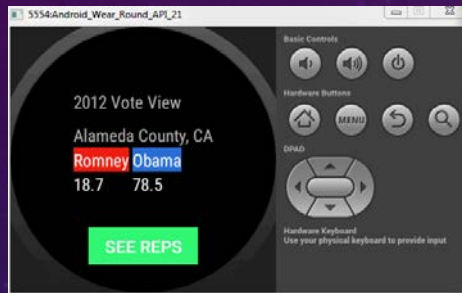 5554:Android_Wear_Round_API_21
Basic Controls
Hardware Buttons
MENU
DPAD
Hardware Keyboard
Use your physical keyboard to provide input
2012 Vote View
Alameda County, CA
Romney Obama
18.7 78.5
SEE REPS